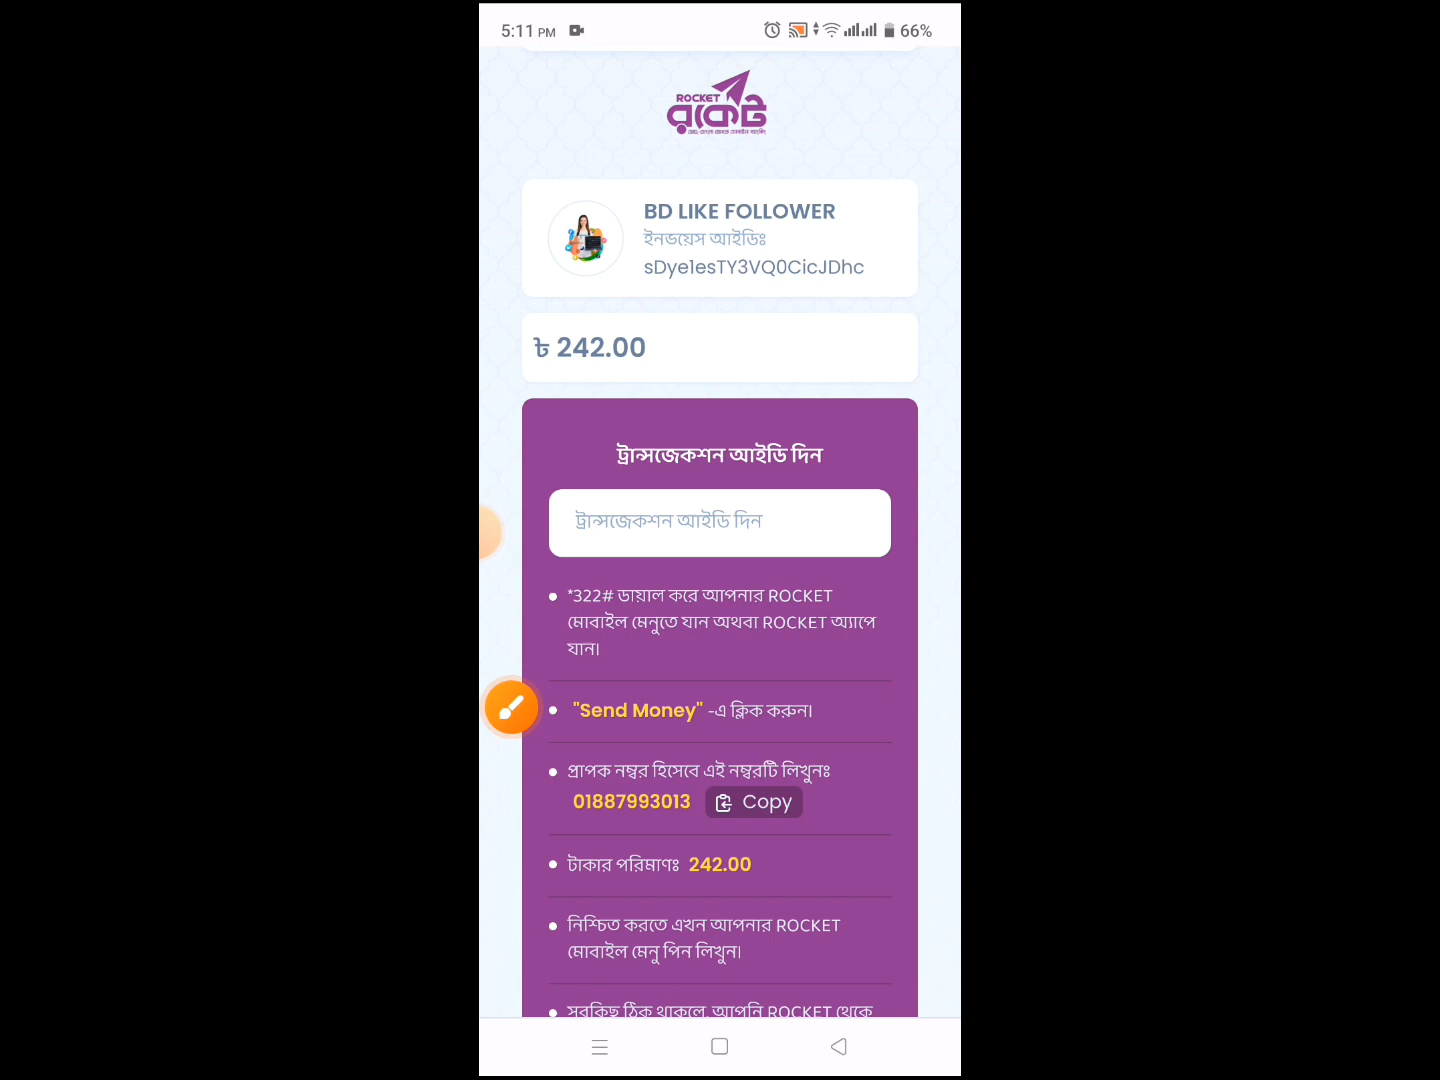 5:11 PM
66%
ROCKET
রকেট
BD LIKE FOLLOWER
ইনভয়েস আইডিঃ
sDye1esTY3VQ0CicJDhc
৳ 242.00
ট্রান্সজেকশন আইডি দিন
ট্রান্সজেকশন আইডি দিন
*322# ডায়াল করে আপনার ROCKET
মোবাইল মেনুতে যান অথবা ROCKET অ্যাপে
যান।
"Send Money" -এ ক্লিক করুন।
প্রাপক নম্বর হিসেবে এই নম্বরটি লিখুনঃ
01887993013 Copy
টাকার পরিমাণঃ 242.00
নিশ্চিত করতে এখন আপনার ROCKET
মোবাইল মেনু পিন লিখুন।
সবকিছু ঠিক থাকলে, আপনি ROCKET থেকে